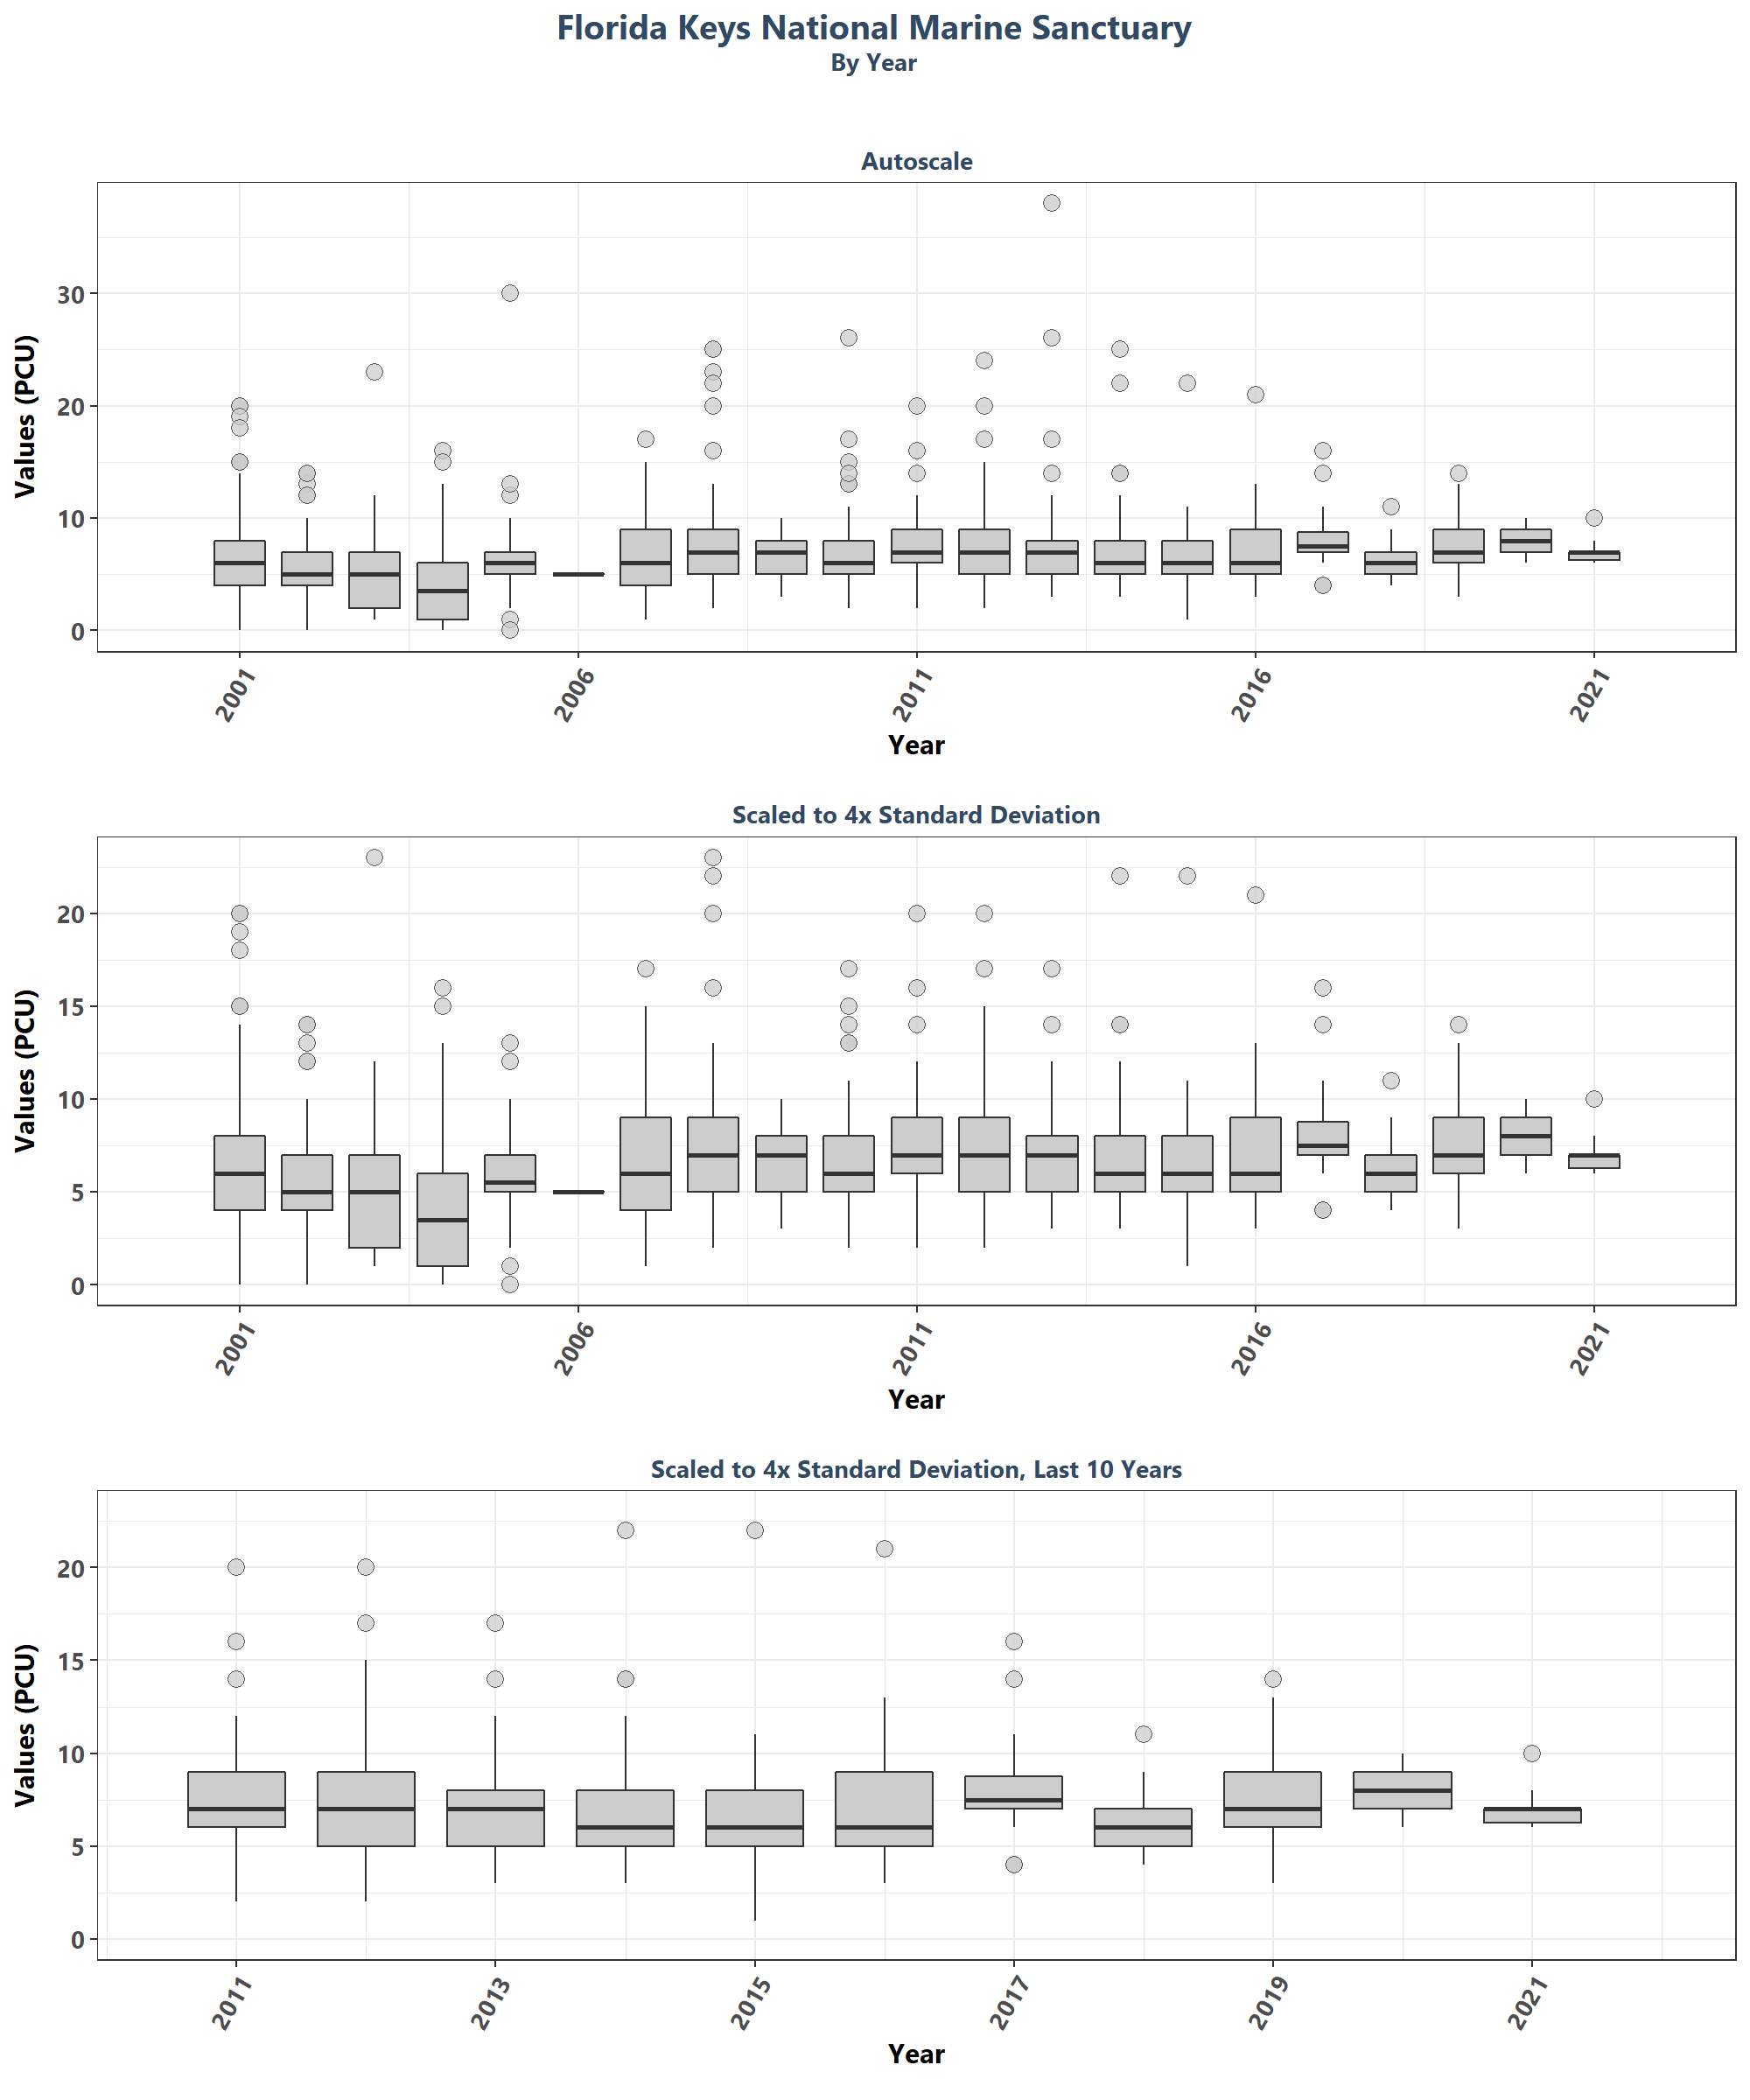 Florida Keys National Marine Sanctuary
By Year
Autoscale
Values (PCU)
30
20
10
0
2001 2006 2011 2016 2021
Year
Scaled to 4x Standard Deviation
Values (PCU)
20
15
10
5
0
2001 2006 2011 2016 2021
Year
Scaled to 4x Standard Deviation, Last 10 Years
Values (PCU)
20
15
10
5
0
2011 2013 2015 2017 2019 2021
Year